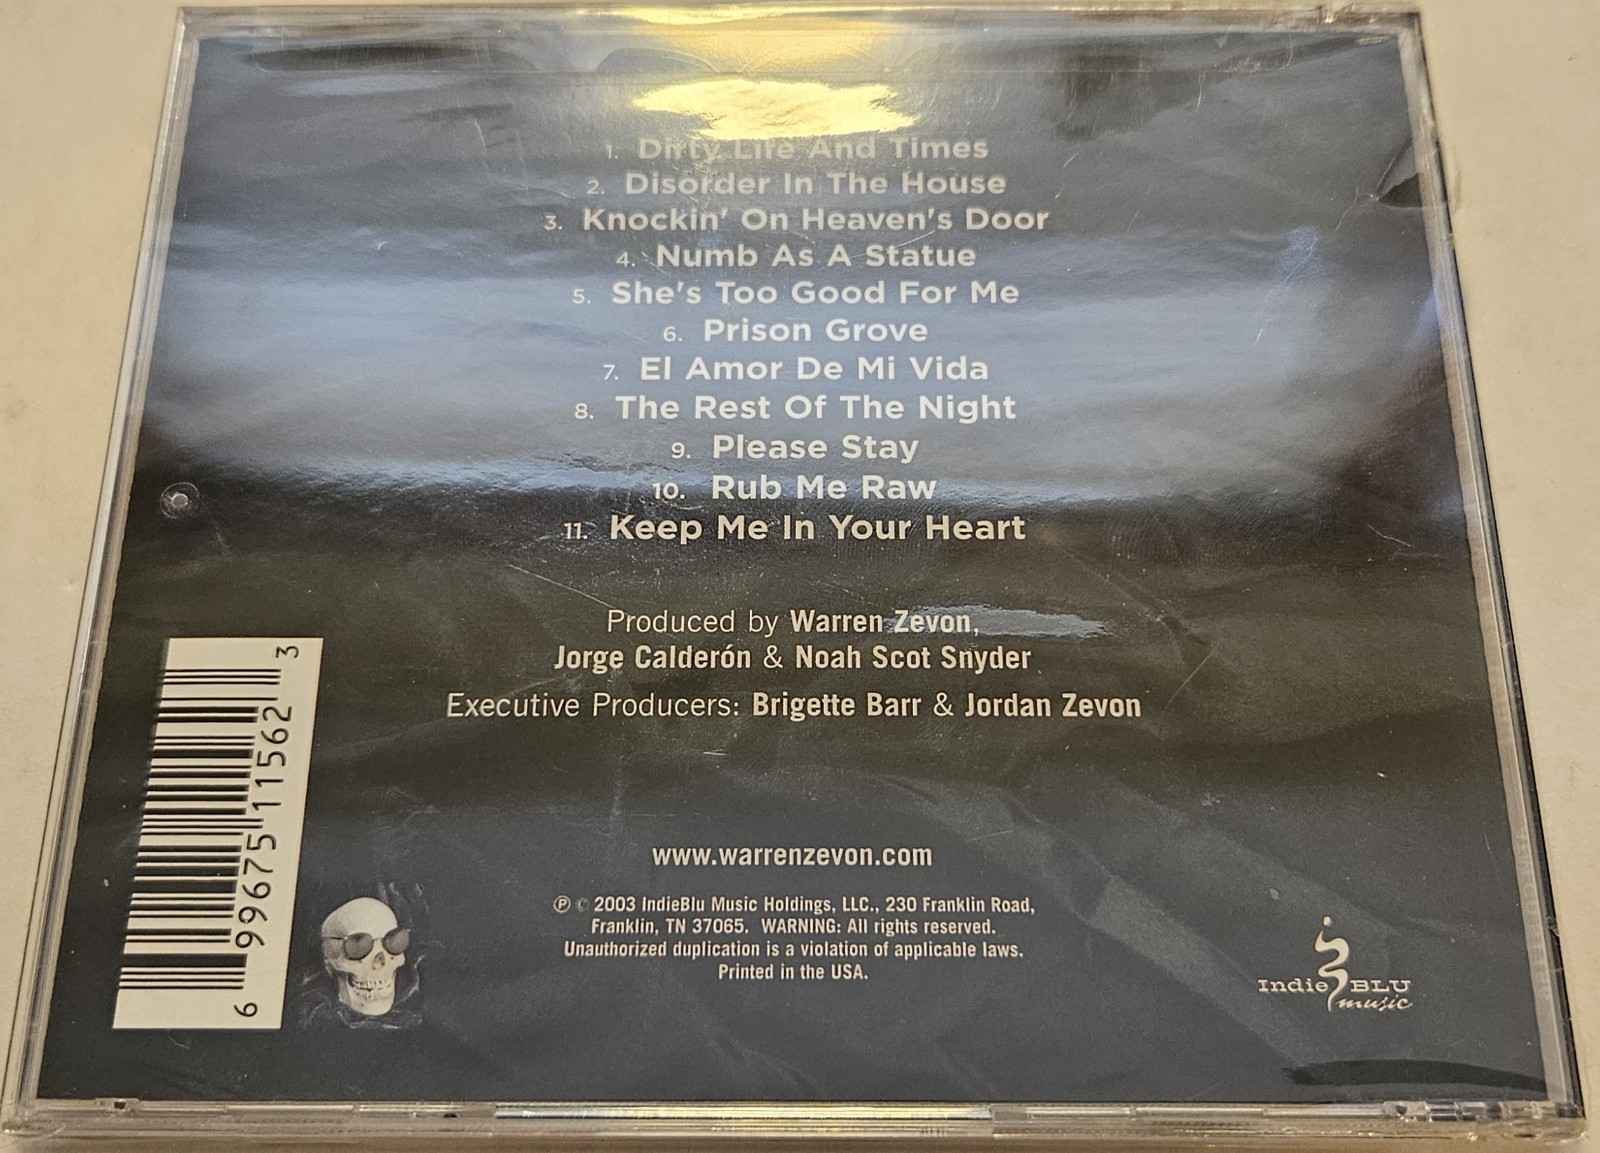 1. Dirty Life And Times
2. Disorder In The House
3. Knockin' On Heaven's Door
4. Numb As A Statue
5. She's Too Good For Me
6. Prison Grove
7. El Amor De Mi Vida
8. The Rest Of The Night
9. Please Stay
10. Rub Me Raw
11. Keep Me In Your Heart
Produced by Warren Zevon,
Jorge Calderón & Noah Scot Snyder
Executive Producers: Brigette Barr & Jordan Zevon
6 99675 11562 3
www.warrenzevon.com
℗ © 2003 IndieBlu Music Holdings, LLC., 230 Franklin Road,
Franklin, TN 37065. WARNING: All rights reserved.
Unauthorized duplication is a violation of applicable laws.
Printed in the USA.
Indie BLU
music